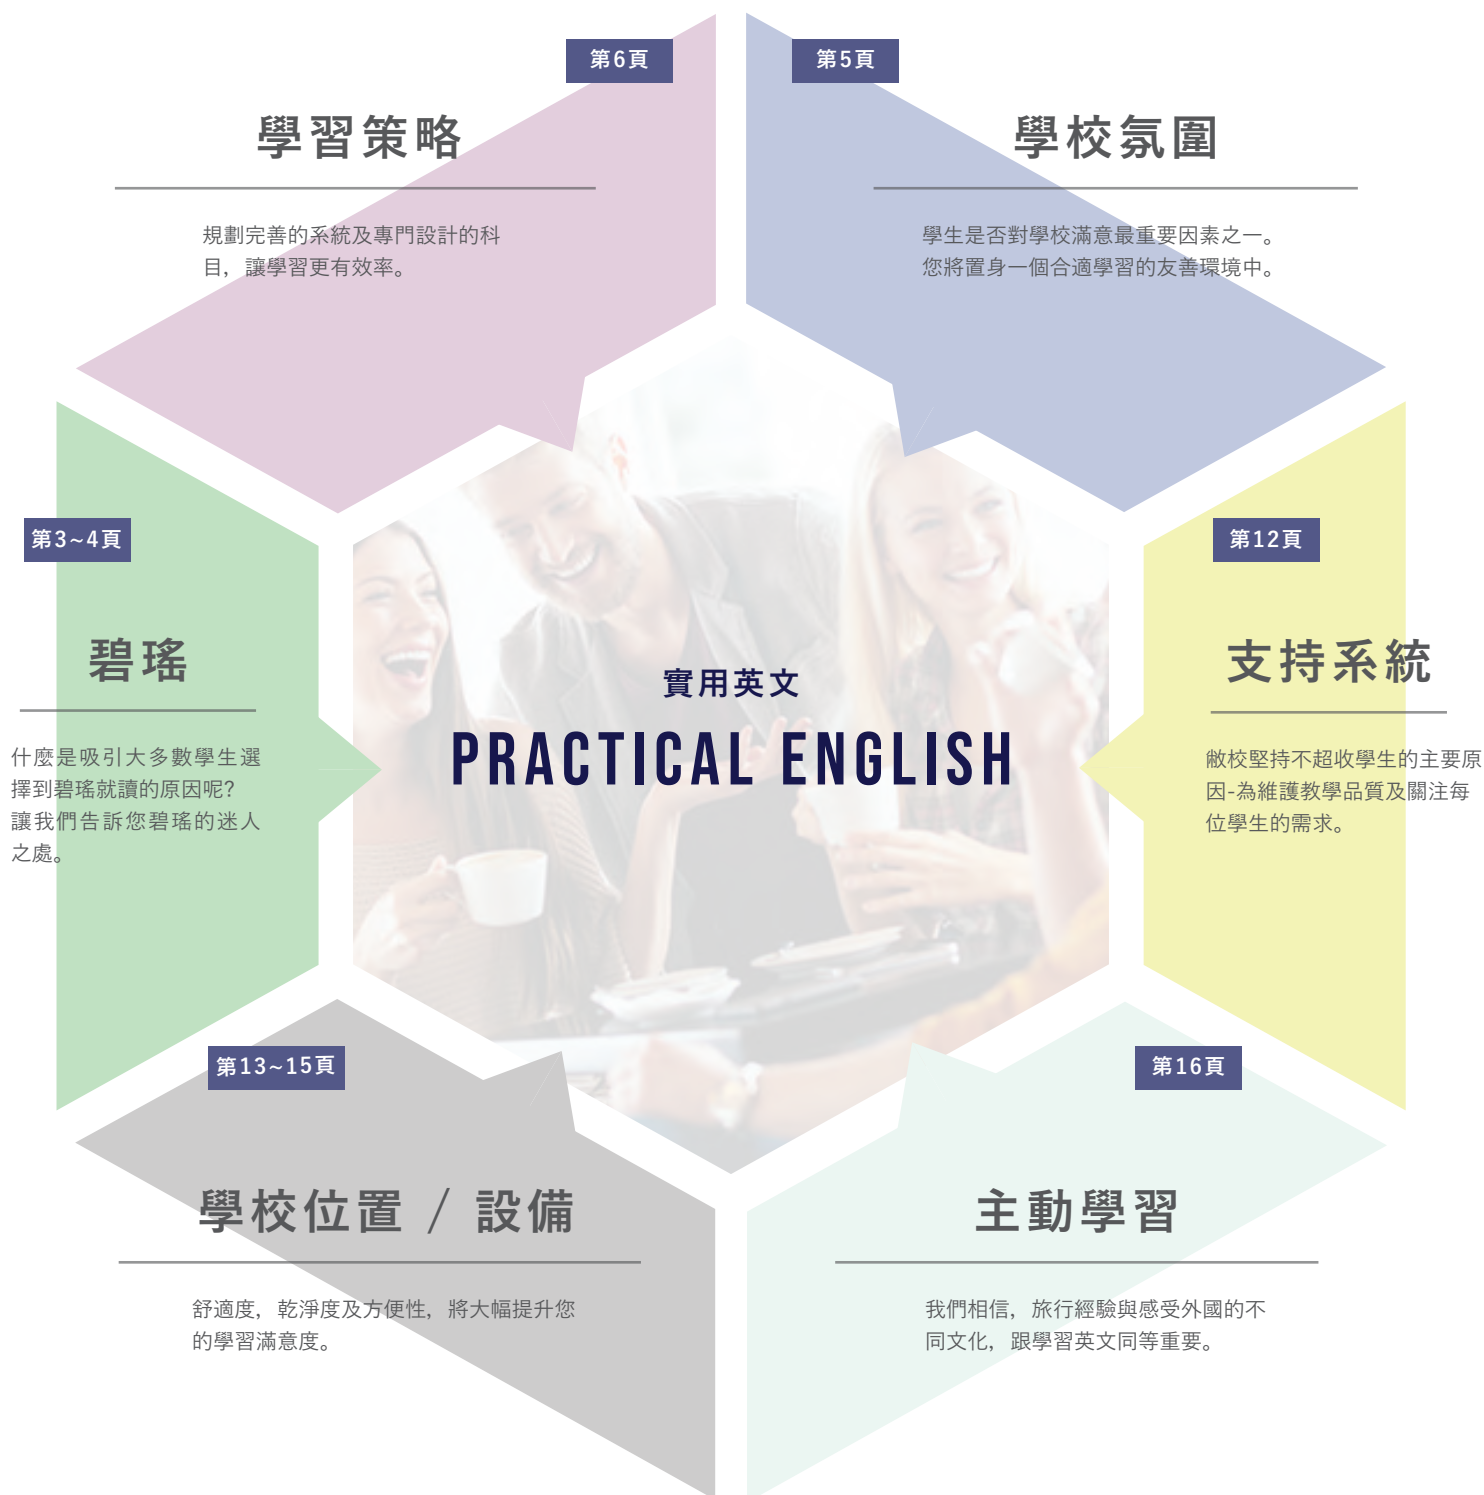 第6頁
學習策略
規劃完善的系統及專門設計的科
目，讓學習更有效率。
第5頁
學校氛圍
學生是否對學校滿意最重要因素之一。
您將置身一個合適學習的友善環境中。
第3~4頁
碧瑤
什麼是吸引大多數學生選
擇到碧瑤就讀的原因呢?
讓我們告訴您碧瑤的迷人
之處。
實用英文
PRACTICAL ENGLISH
第12頁
支持系統
敝校堅持不超收學生的主要原
因-為維護教學品質及關注每
位學生的需求。
第13~15頁
學校位置 / 設備
舒適度，乾淨度及方便性，將大幅提升您
的學習滿意度。
第16頁
主動學習
我們相信，旅行經驗與感受外國的不
同文化，跟學習英文同等重要。